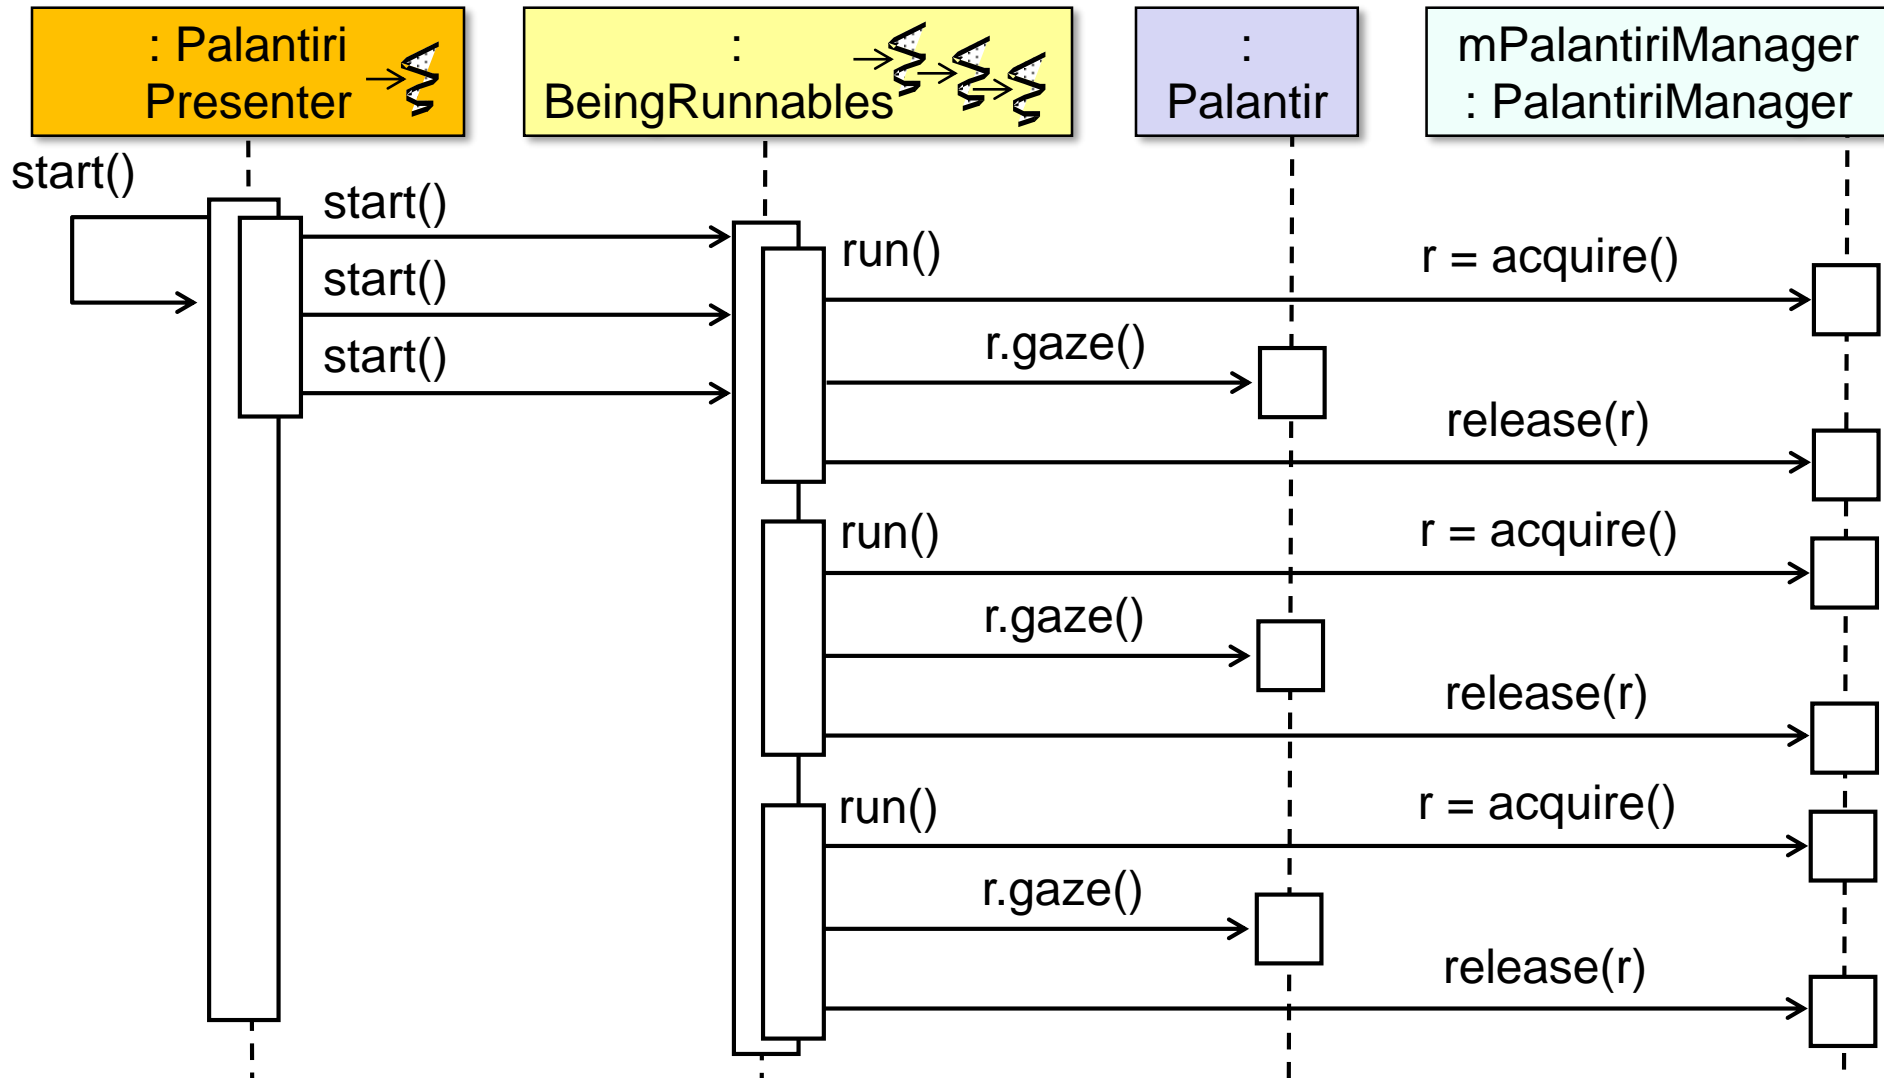 : Palantiri
Presenter
:
BeingRunnables
:
Palantir
mPalantiriManager
: PalantiriManager
start()
start()
start()
start()
run()
r = acquire()
r.gaze()
release(r)
run()
r = acquire()
r.gaze()
release(r)
run()
r = acquire()
r.gaze()
release(r)